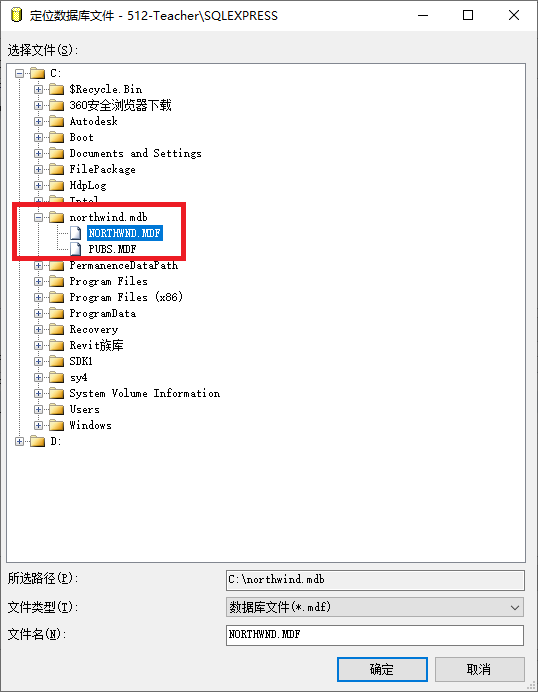 定位数据库文件 - 512-Teacher\SQLEXPRESS
选择文件(S):
C:
$Recycle.Bin
360安全浏览器下载
Autodesk
Boot
Documents and Settings
FilePackage
HdpLog
Intel
northwind.mdb
NORTHWND.MDF
PUBS.MDF
PermanenceDataPath
Program Files
Program Files (x86)
ProgramData
Recovery
Revit族库
SDK1
sy4
System Volume Information
Users
Windows
D:
所选路径(P):
C:\northwind.mdb
文件类型(T):
数据库文件(*.mdf)
文件名(N):
NORTHWND.MDF
确定
取消